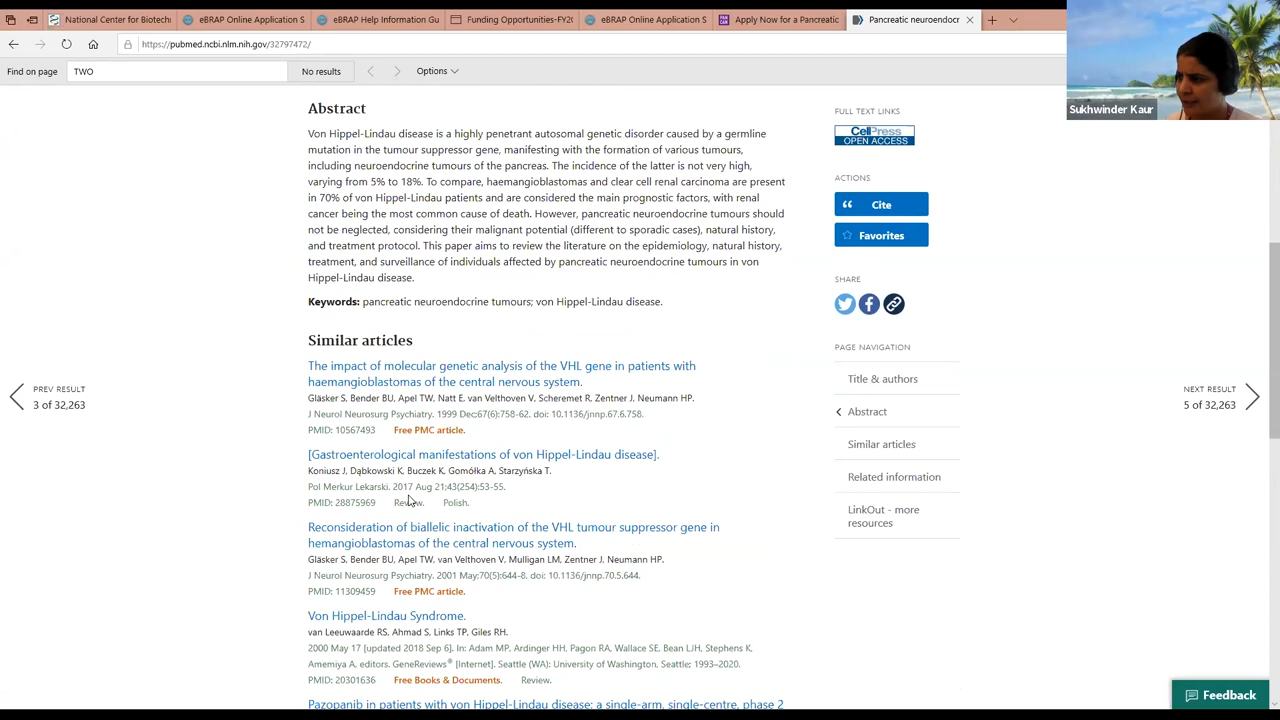 National Center for Biotechi
eBRAP Online Application S
eBRAP Help Information Gu
Funding Opportunities-FY20
eBRAP Online Application S
Apply Now for a Pancreatic
Pancreatic neuroendocr
https://pubmed.ncbi.nlm.nih.gov/32797472/
Find on page
TWO
No results
Options
Sukhwinder Kaur
Abstract
Von Hippel-Lindau disease is a highly penetrant autosomal genetic disorder caused by a germline
mutation in the tumour suppressor gene, manifesting with the formation of various tumours,
including neuroendocrine tumours of the pancreas. The incidence of the latter is not very high,
varying from 5% to 18%. To compare, haemangioblastomas and clear cell renal carcinoma are present
in 70% of von Hippel-Lindau patients and are considered the main prognostic factors, with renal
cancer being the most common cause of death. However, pancreatic neuroendocrine tumours should
not be neglected, considering their malignant potential (different to sporadic cases), natural history,
and treatment protocol. This paper aims to review the literature on the epidemiology, natural history,
treatment, and surveillance of individuals affected by pancreatic neuroendocrine tumours in von
Hippel-Lindau disease.
Keywords: pancreatic neuroendocrine tumours; von Hippel-Lindau disease.
Similar articles
The impact of molecular genetic analysis of the VHL gene in patients with
haemangioblastomas of the central nervous system.
Gläsker S, Bender BU, Apel TW, Natt E, van Velthoven V, Scheremet R, Zentner J, Neumann HP.
J Neurol Neurosurg Psychiatry. 1999 Dec;67(6):758-62. doi: 10.1136/jnnp.67.6.758.
PMID: 10567493 Free PMC article.
[Gastroenterological manifestations of von Hippel-Lindau disease].
Koniusz J, Dąbkowski K, Buczek K, Gomółka A, Starzyńska T.
Pol Merkur Lekarski. 2017 Aug 21;43(254):53-55.
PMID: 28875969 Review. Polish.
Reconsideration of biallelic inactivation of the VHL tumour suppressor gene in
hemangioblastomas of the central nervous system.
Gläsker S, Bender BU, Apel TW, van Velthoven V, Mulligan LM, Zentner J, Neumann HP.
J Neurol Neurosurg Psychiatry. 2001 May;70(5):644-8. doi: 10.1136/jnnp.70.5.644.
PMID: 11309459 Free PMC article.
Von Hippel-Lindau Syndrome.
van Leeuwaarde RS, Ahmad S, Links TP, Giles RH.
2000 May 17 [updated 2018 Sep 6]. In: Adam MP, Ardinger HH, Pagon RA, Wallace SE, Bean LJH, Stephens K,
Amemiya A, editors. GeneReviews® [Internet]. Seattle (WA): University of Washington, Seattle; 1993–2020.
PMID: 20301636 Free Books & Documents. Review.
Pazopanib in patients with von Hippel-Lindau disease: a single-arm, single-centre, phase 2
PREV RESULT
3 of 32,263
FULL TEXT LINKS
CellPress
OPEN ACCESS
ACTIONS
Cite
Favorites
SHARE
PAGE NAVIGATION
Title & authors
Abstract
Similar articles
Related information
LinkOut - more
resources
NEXT RESULT
5 of 32,263
Feedback